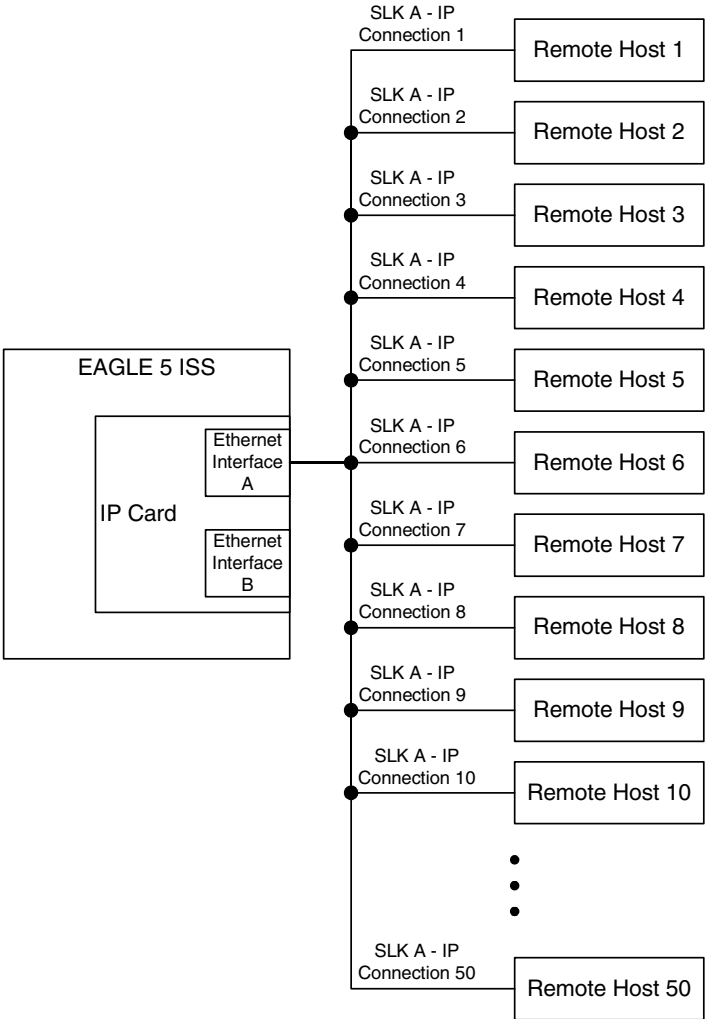 SLK A - IP
Connection 1
Remote Host 1
SLK A - IP
Connection 2
Remote Host 2
SLK A - IP
Connection 3
Remote Host 3
SLK A - IP
Connection 4
Remote Host 4
SLK A - IP
Connection 5
Remote Host 5
EAGLE 5 ISS
IP Card
Ethernet
Interface
A
Ethernet
Interface
B
SLK A - IP
Connection 6
Remote Host 6
SLK A - IP
Connection 7
Remote Host 7
SLK A - IP
Connection 8
Remote Host 8
SLK A - IP
Connection 9
Remote Host 9
SLK A - IP
Connection 10
Remote Host 10
SLK A - IP
Connection 50
Remote Host 50